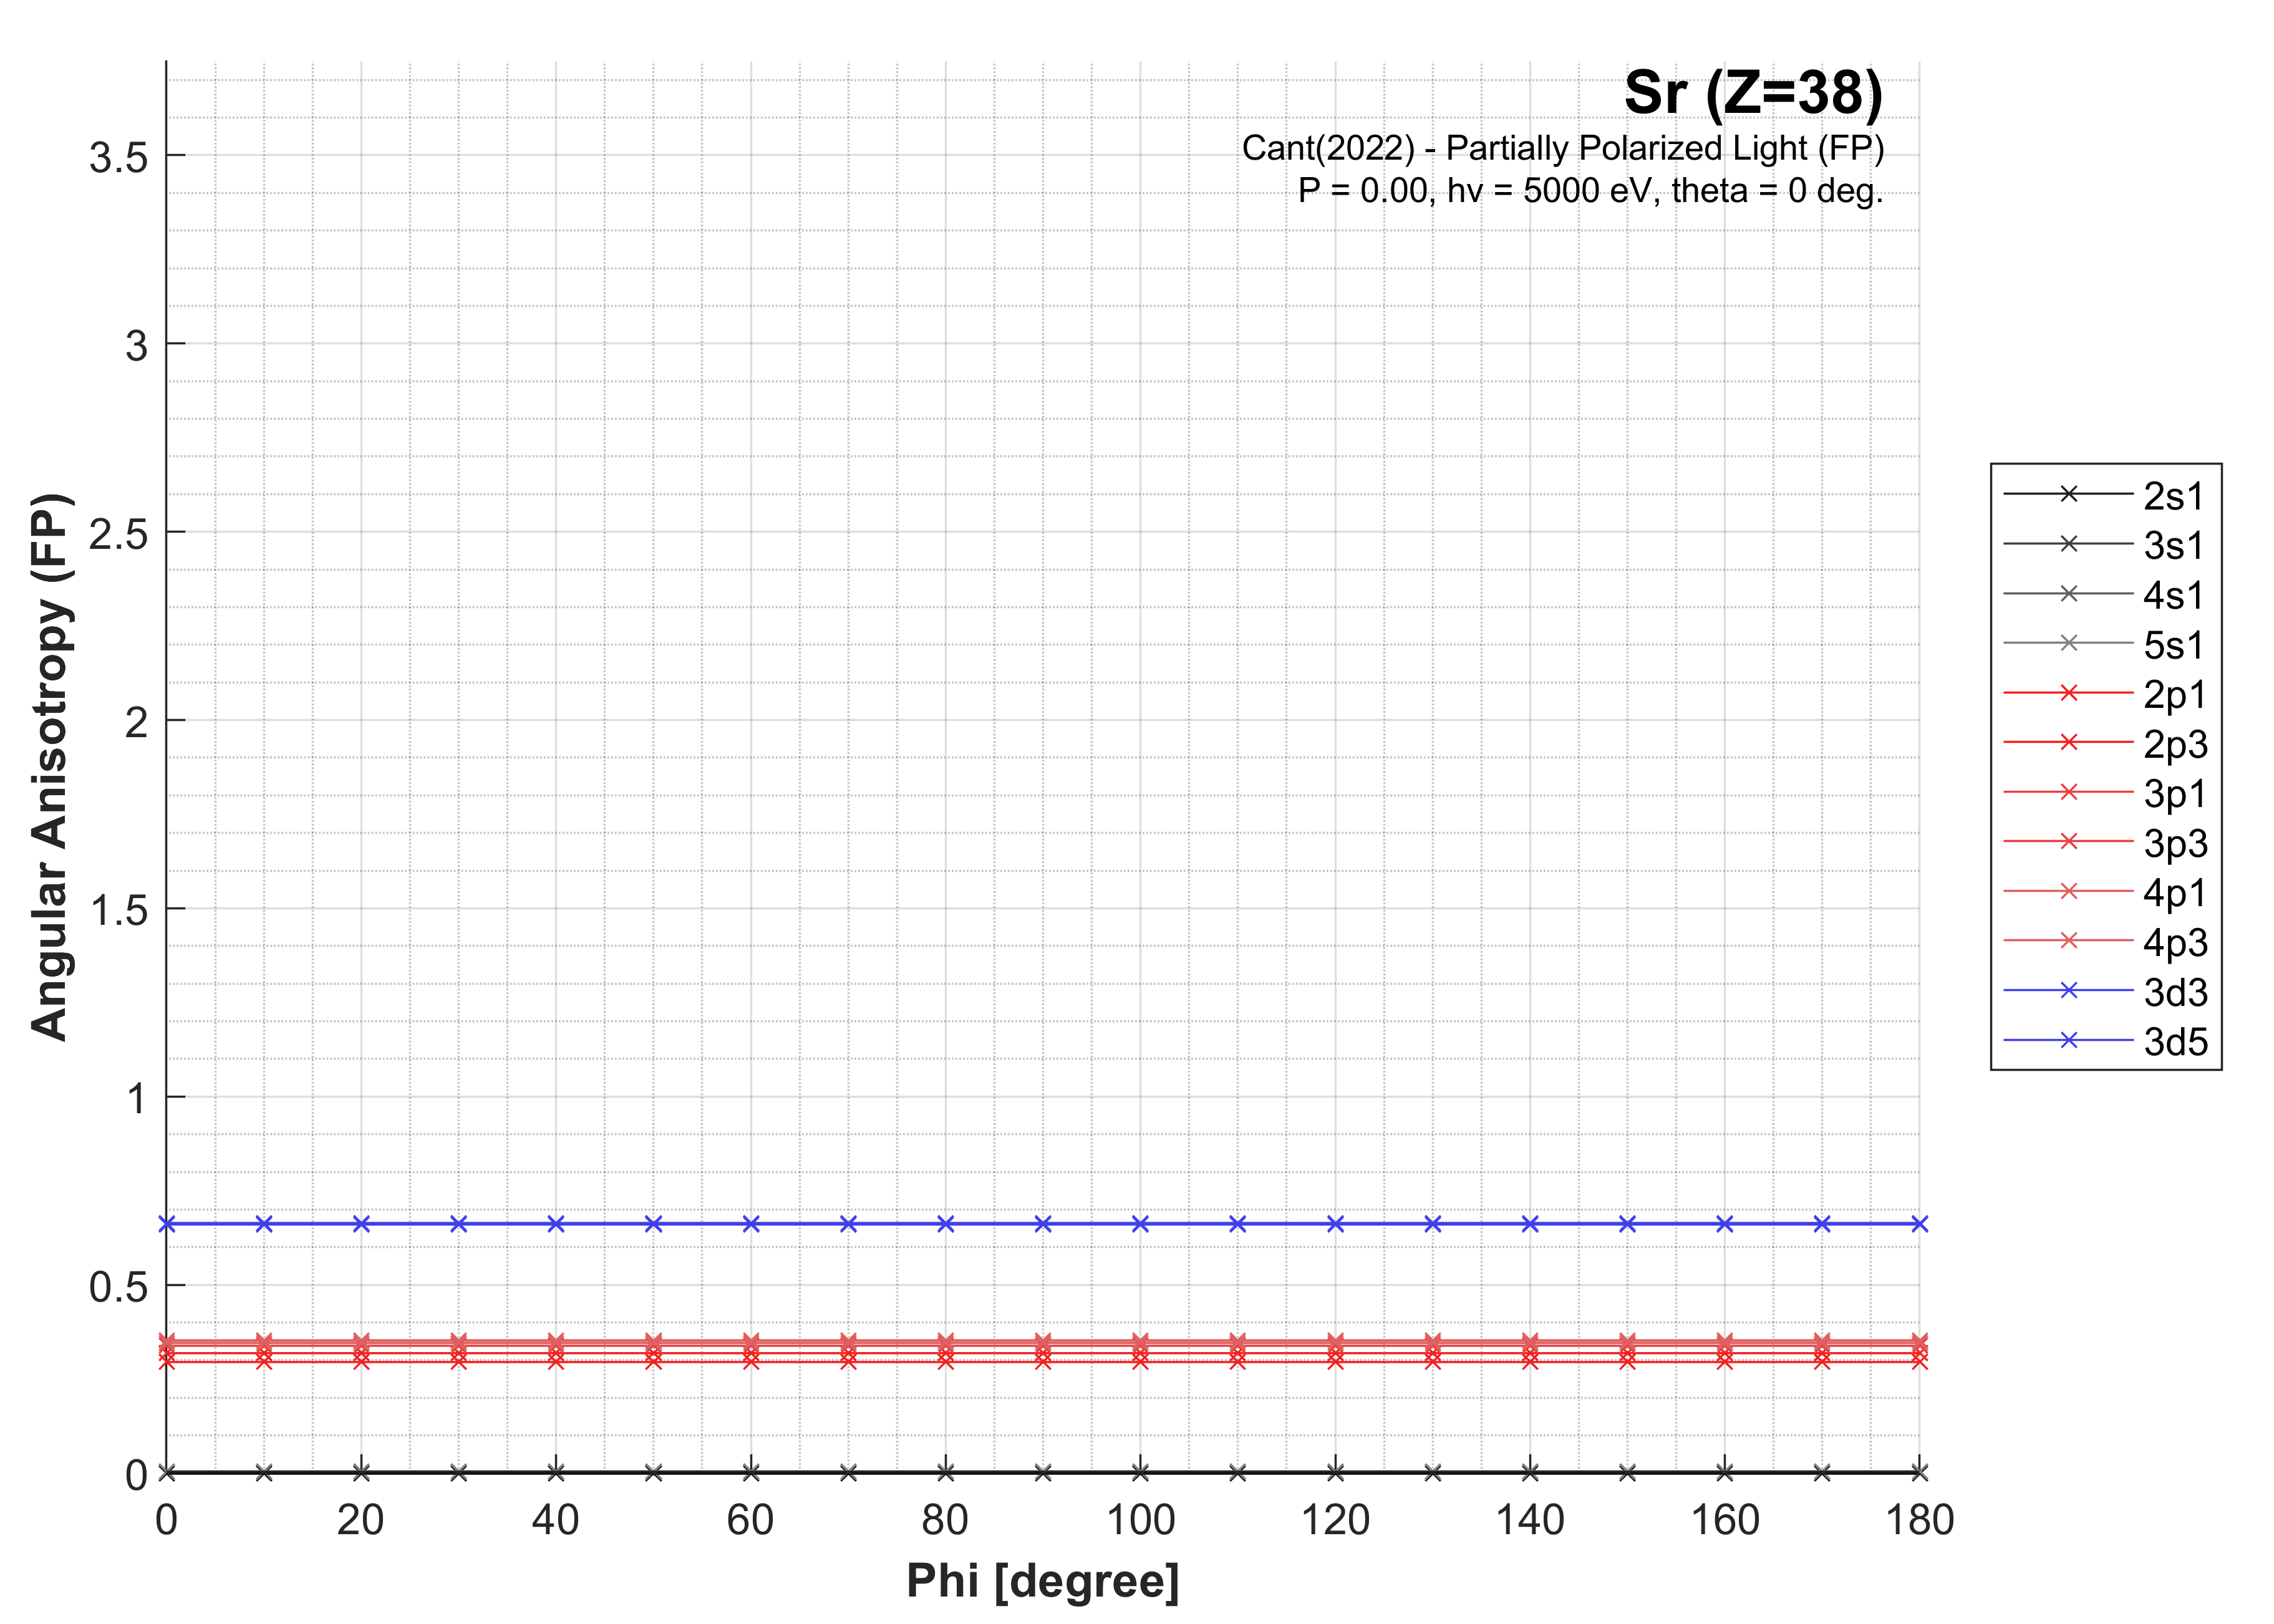 Sr (Z=38)
Cant(2022) - Partially Polarized Light (FP)
P = 0.00, hv = 5000 eV, theta = 0 deg.
Angular Anisotropy (FP)
3.5
3
2.5
2
1.5
1
0.5
0
0 20 40 60 80 100 120 140 160 180
Phi [degree]
2s1
3s1
4s1
5s1
2p1
2p3
3p1
3p3
4p1
4p3
3d3
3d5